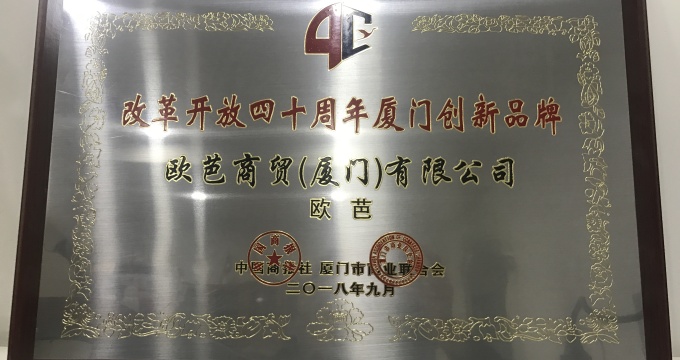 改革开放四十周年厦门创新品牌
欧芭商贸(厦门)有限公司
欧芭
中国商报社 厦门市商业联合会
二〇一八年九月